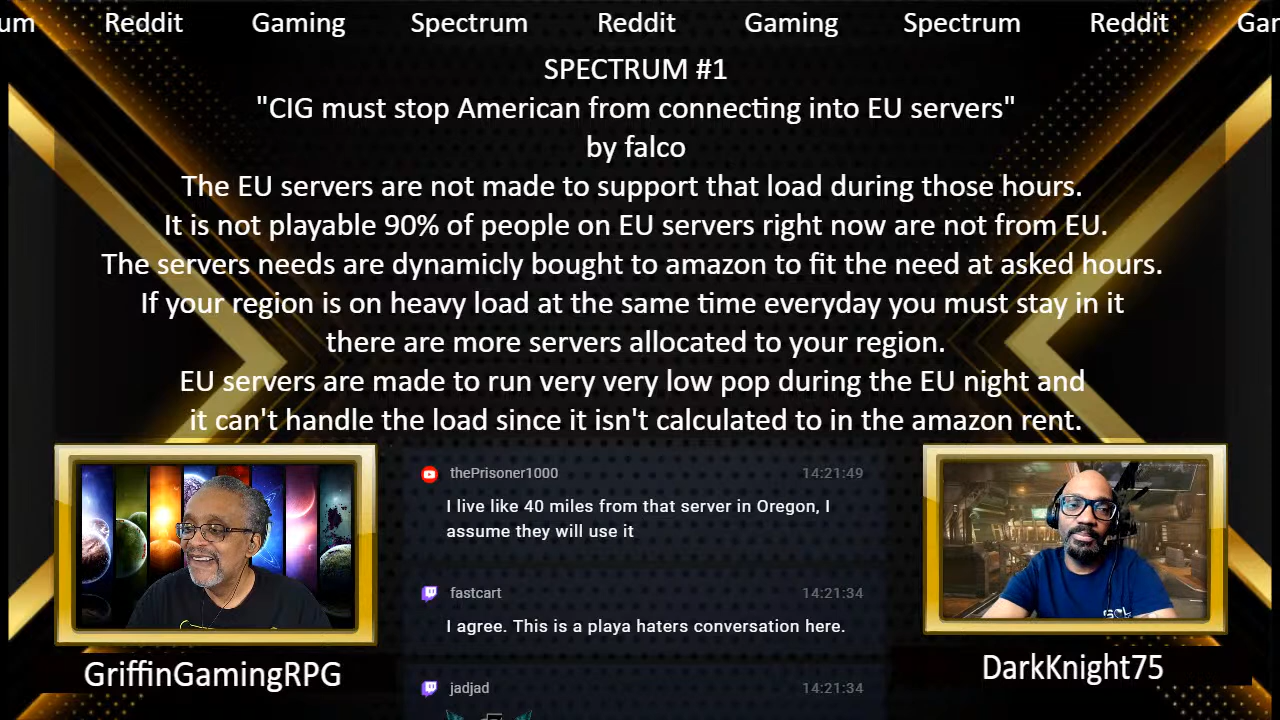 um Reddit Gaming Spectrum Reddit Gaming Spectrum Reddit Gar
SPECTRUM #1
"CIG must stop American from connecting into EU servers"
by falco
The EU servers are not made to support that load during those hours.
It is not playable 90% of people on EU servers right now are not from EU.
The servers needs are dynamicly bought to amazon to fit the need at asked hours.
If your region is on heavy load at the same time everyday you must stay in it
there are more servers allocated to your region.
EU servers are made to run very very low pop during the EU night and
it can't handle the load since it isn't calculated to in the amazon rent.
thePrisoner1000 14:21:49
I live like 40 miles from that server in Oregon, I
assume they will use it
fastcart 14:21:34
I agree. This is a playa haters conversation here.
jadjad 14:21:34
GriffinGamingRPG
DarkKnight75